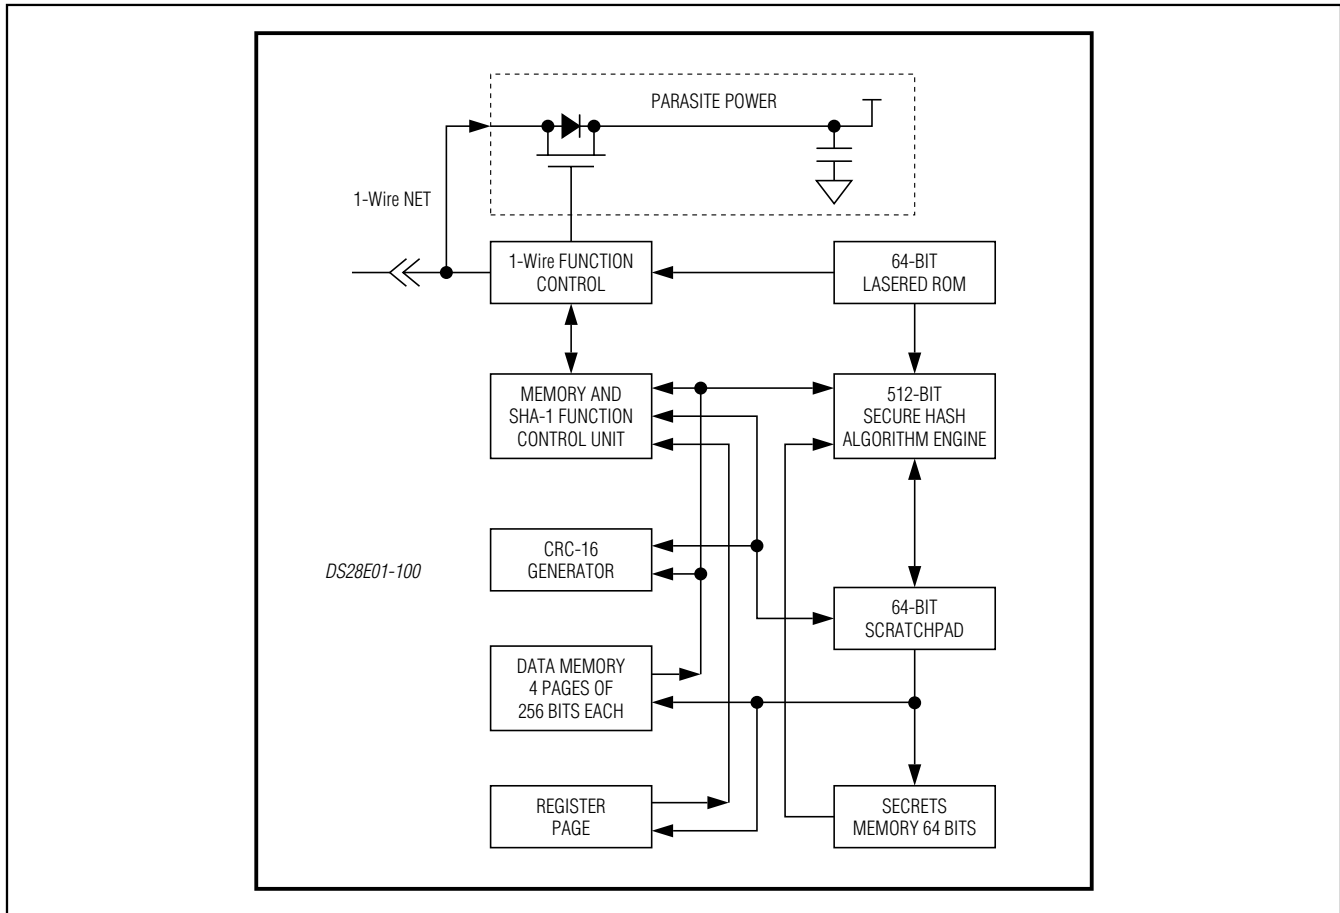 PARASITE POWER
1-Wire NET
1-Wire FUNCTION
CONTROL
64-BIT
LASERED ROM
MEMORY AND
SHA-1 FUNCTION
CONTROL UNIT
512-BIT
SECURE HASH
ALGORITHM ENGINE
CRC-16
GENERATOR
DS28E01-100
64-BIT
SCRATCHPAD
DATA MEMORY
4 PAGES OF
256 BITS EACH
REGISTER
PAGE
SECRETS
MEMORY 64 BITS